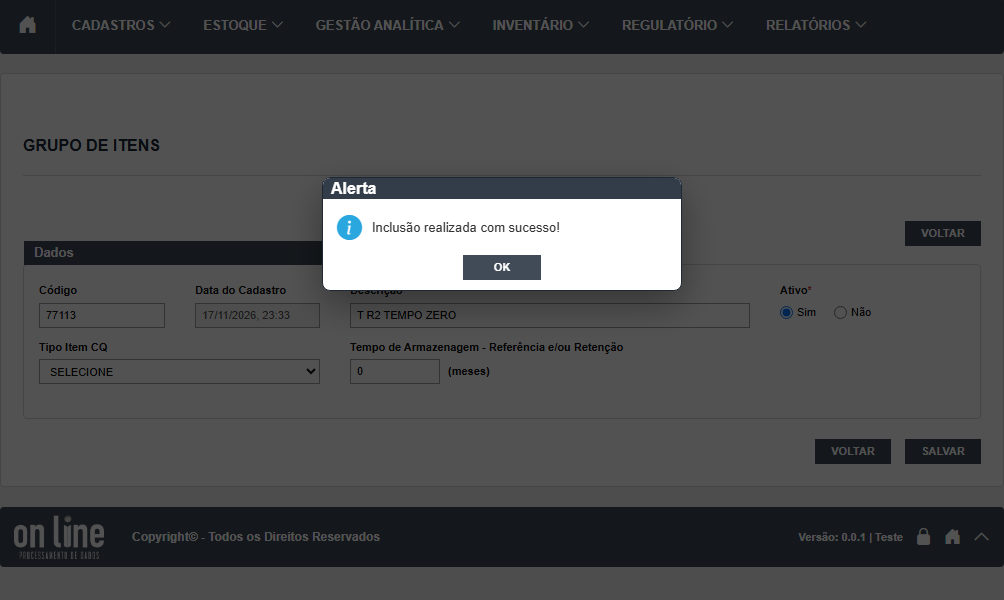 CADASTROS ESTOQUE GESTÃO ANALÍTICA INVENTÁRIO REGULATÓRIO RELATÓRIOS
GRUPO DE ITENS
Alerta
Inclusão realizada com sucesso!
OK
VOLTAR
Dados
Código Data do Cadastro Descrição Ativo*
77113 17/11/2026, 23:33 T R2 TEMPO ZERO Sim Não
Tipo Item CQ Tempo de Armazenagem - Referência e/ou Retenção
SELECIONE 0 (meses)
VOLTAR SALVAR
on line
PROCESSAMENTO DE DADOS
Copyright© - Todos os Direitos Reservados
Versão: 0.0.1 | Teste